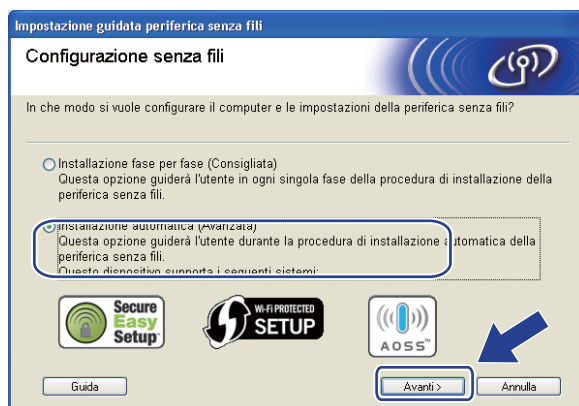 Impostazione guidata periferica senza fili
Configurazione senza fili
In che modo si vuole configurare il computer e le impostazioni della periferica senza fili?
Installazione fase per fase (Consigliata)
Questa opzione guiderà l'utente in ogni singola fase della procedura di installazione della
periferica senza fili.
Installazione automatica (Avanzata)
Questa opzione guiderà l'utente durante la procedura di installazione automatica della
periferica senza fili.
Questo dispositivo supporta i seguenti sistemi:
Secure
Easy
Setup
WI-FI PROTECTED
SETUP
AOSS™
Guida
Avanti >
Annulla